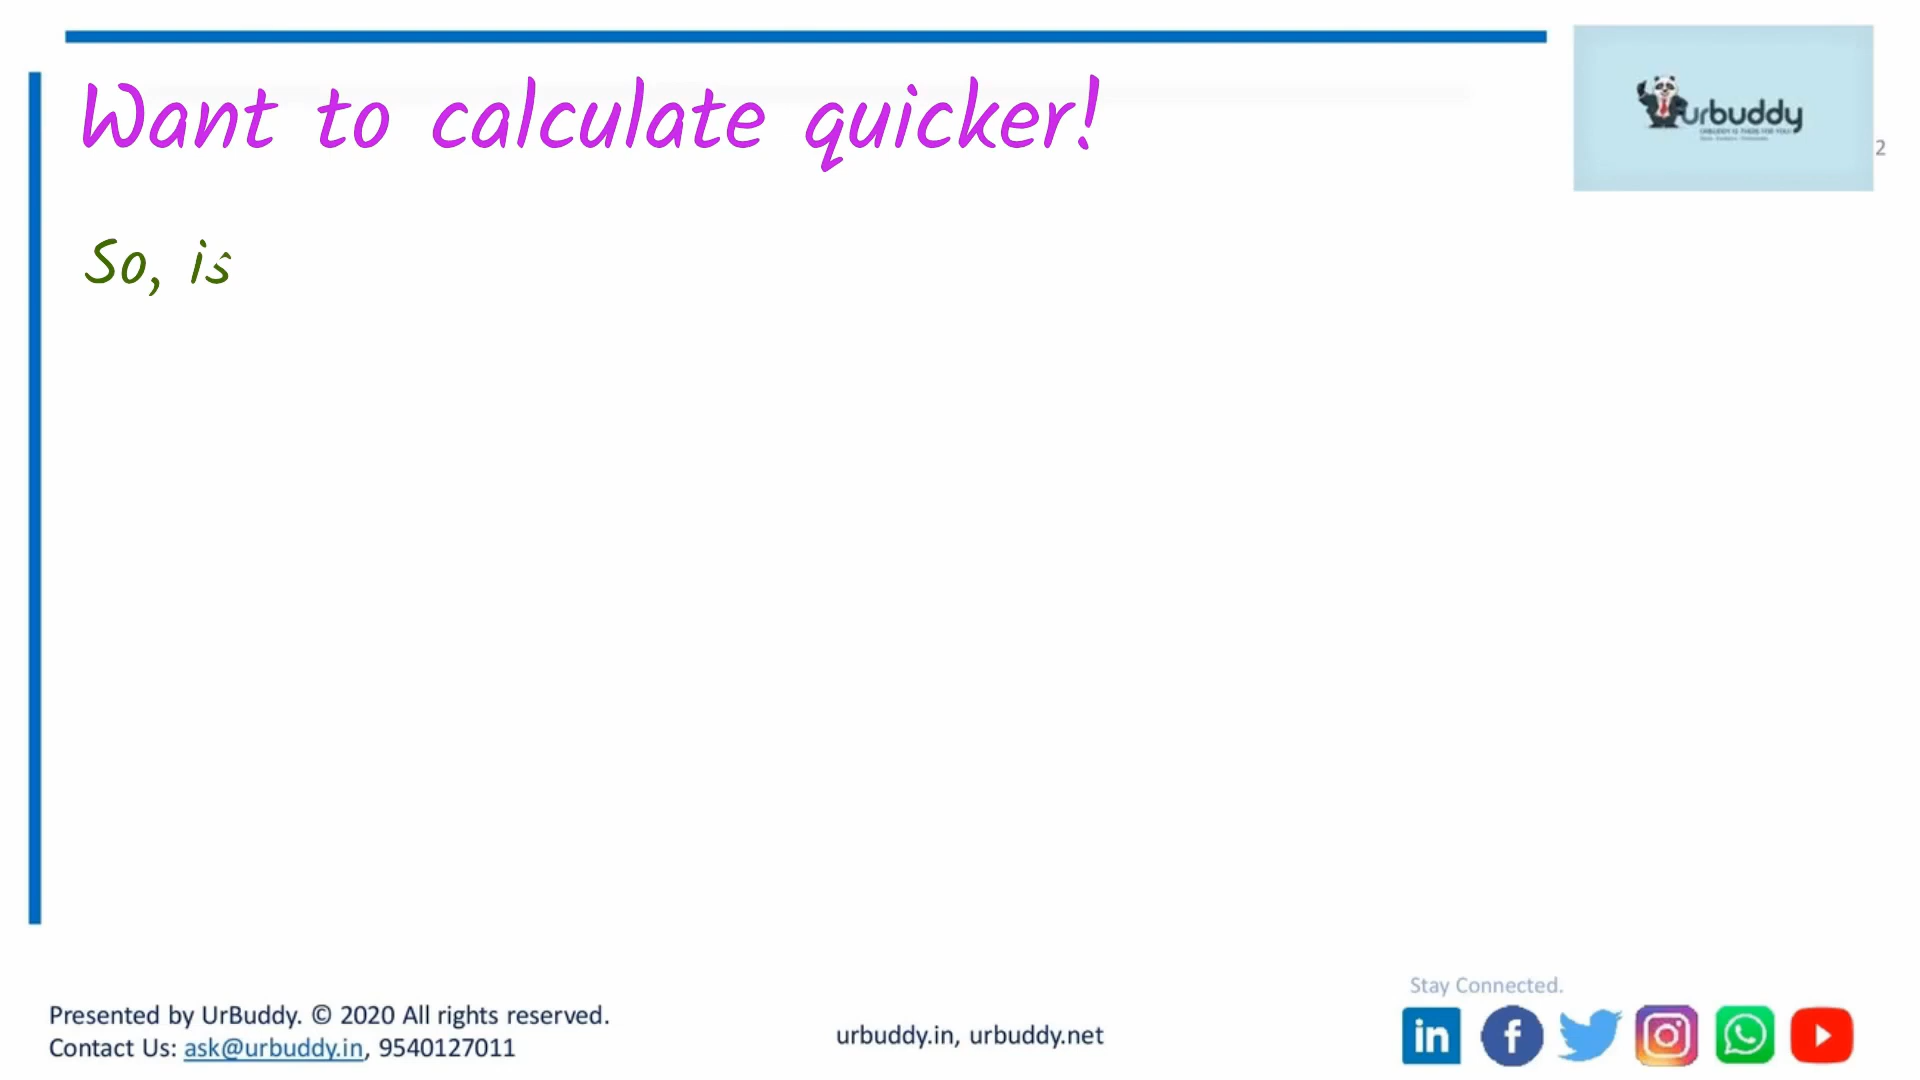 Want to calculate quicker!
urbuddy
2
So, is
Stay Connected.
Presented by UrBuddy. © 2020 All rights reserved.
Contact Us: ask@urbuddy.in, 9540127011
urbuddy.in, urbuddy.net